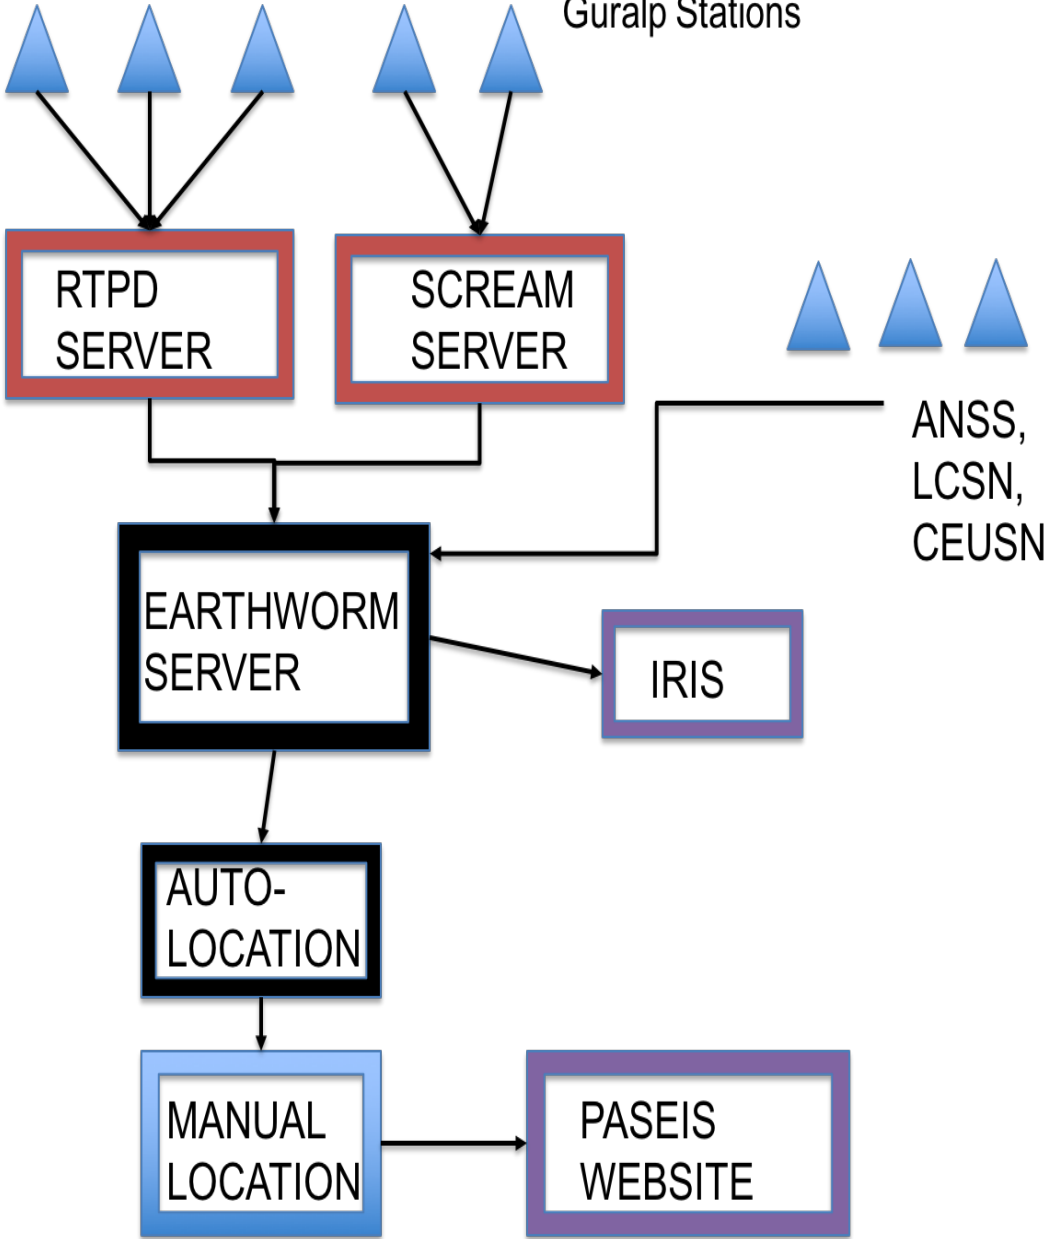 Guralp Stations
RTPD
SERVER
SCREAM
SERVER
ANSS,
LCSN,
CEUSN
EARTHWORM
SERVER
IRIS
AUTO-
LOCATION
MANUAL
LOCATION
PASEIS
WEBSITE